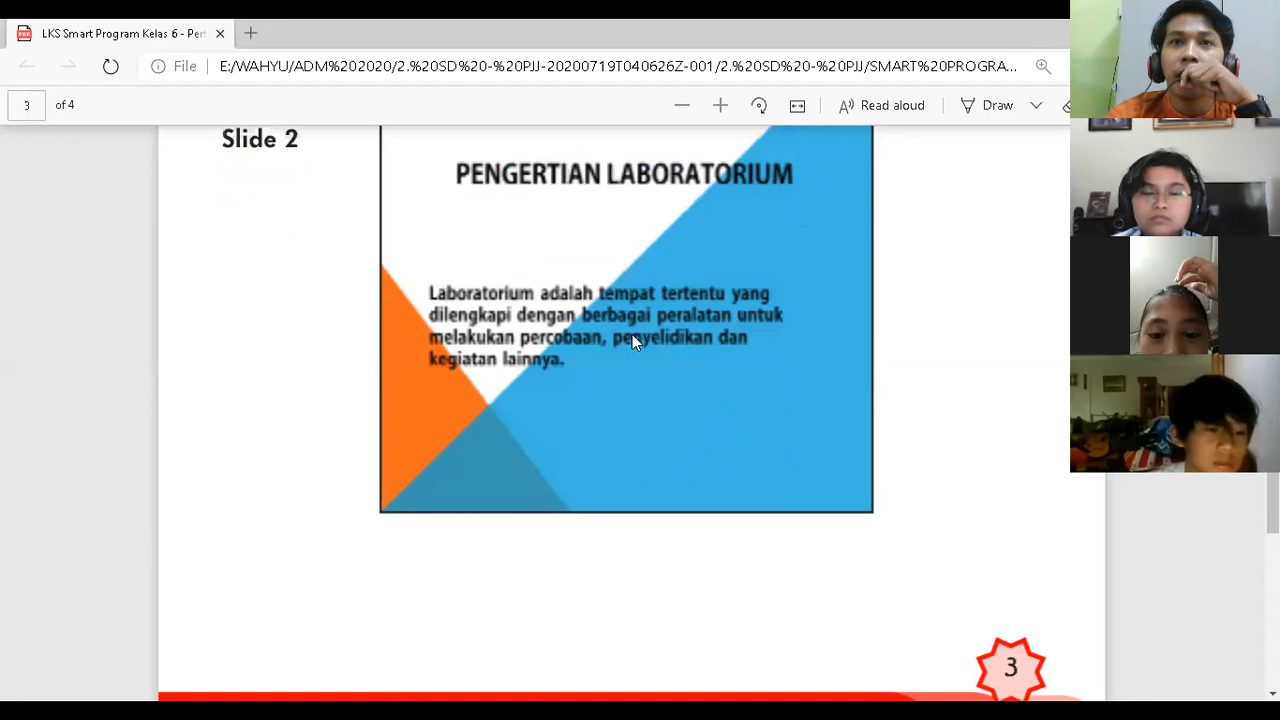 LKS Smart Program Kelas 6 - Pert
File
E:/WAHYU/ADM%202020/2.%20SD%20-%20PJJ-20200719T040626Z-001/2.%20SD%20-%20PJJ/SMART%20PROGRA...
3 of 4
Read aloud
Draw
Slide 2
PENGERTIAN LABORATORIUM
Laboratorium adalah tempat tertentu yang
dilengkapi dengan berbagai peralatan untuk
melakukan percobaan, penyelidikan dan
kegiatan lainnya.
3